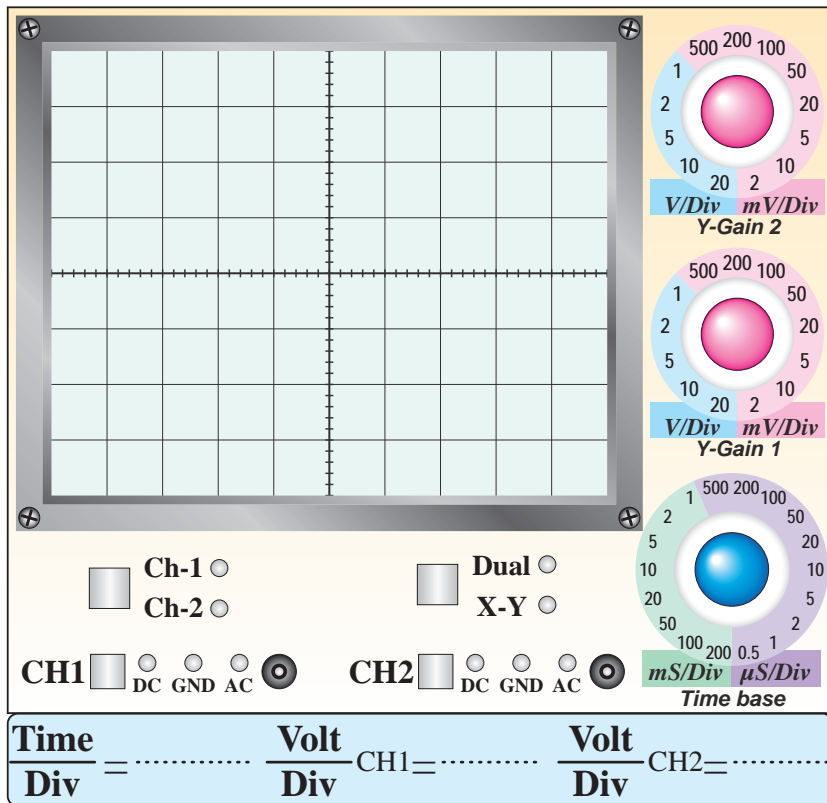 500 200 100
1 50
2 20
5 5
10 10
20 2
V/Div mV/Div
Y-Gain 2
500 200 100
1 50
2 20
5 5
10 10
20 2
V/Div mV/Div
Y-Gain 1
1 500 200 100
2 50
5 20
10 10
20 5
50 2
100 200 0.5 1
mS/Div µS/Div
Time base
Ch-1
Ch-2
Dual
X-Y
CH1 DC GND AC
CH2 DC GND AC
Time
Div = ............
Volt
Div CH1= ............
Volt
Div CH2= ............